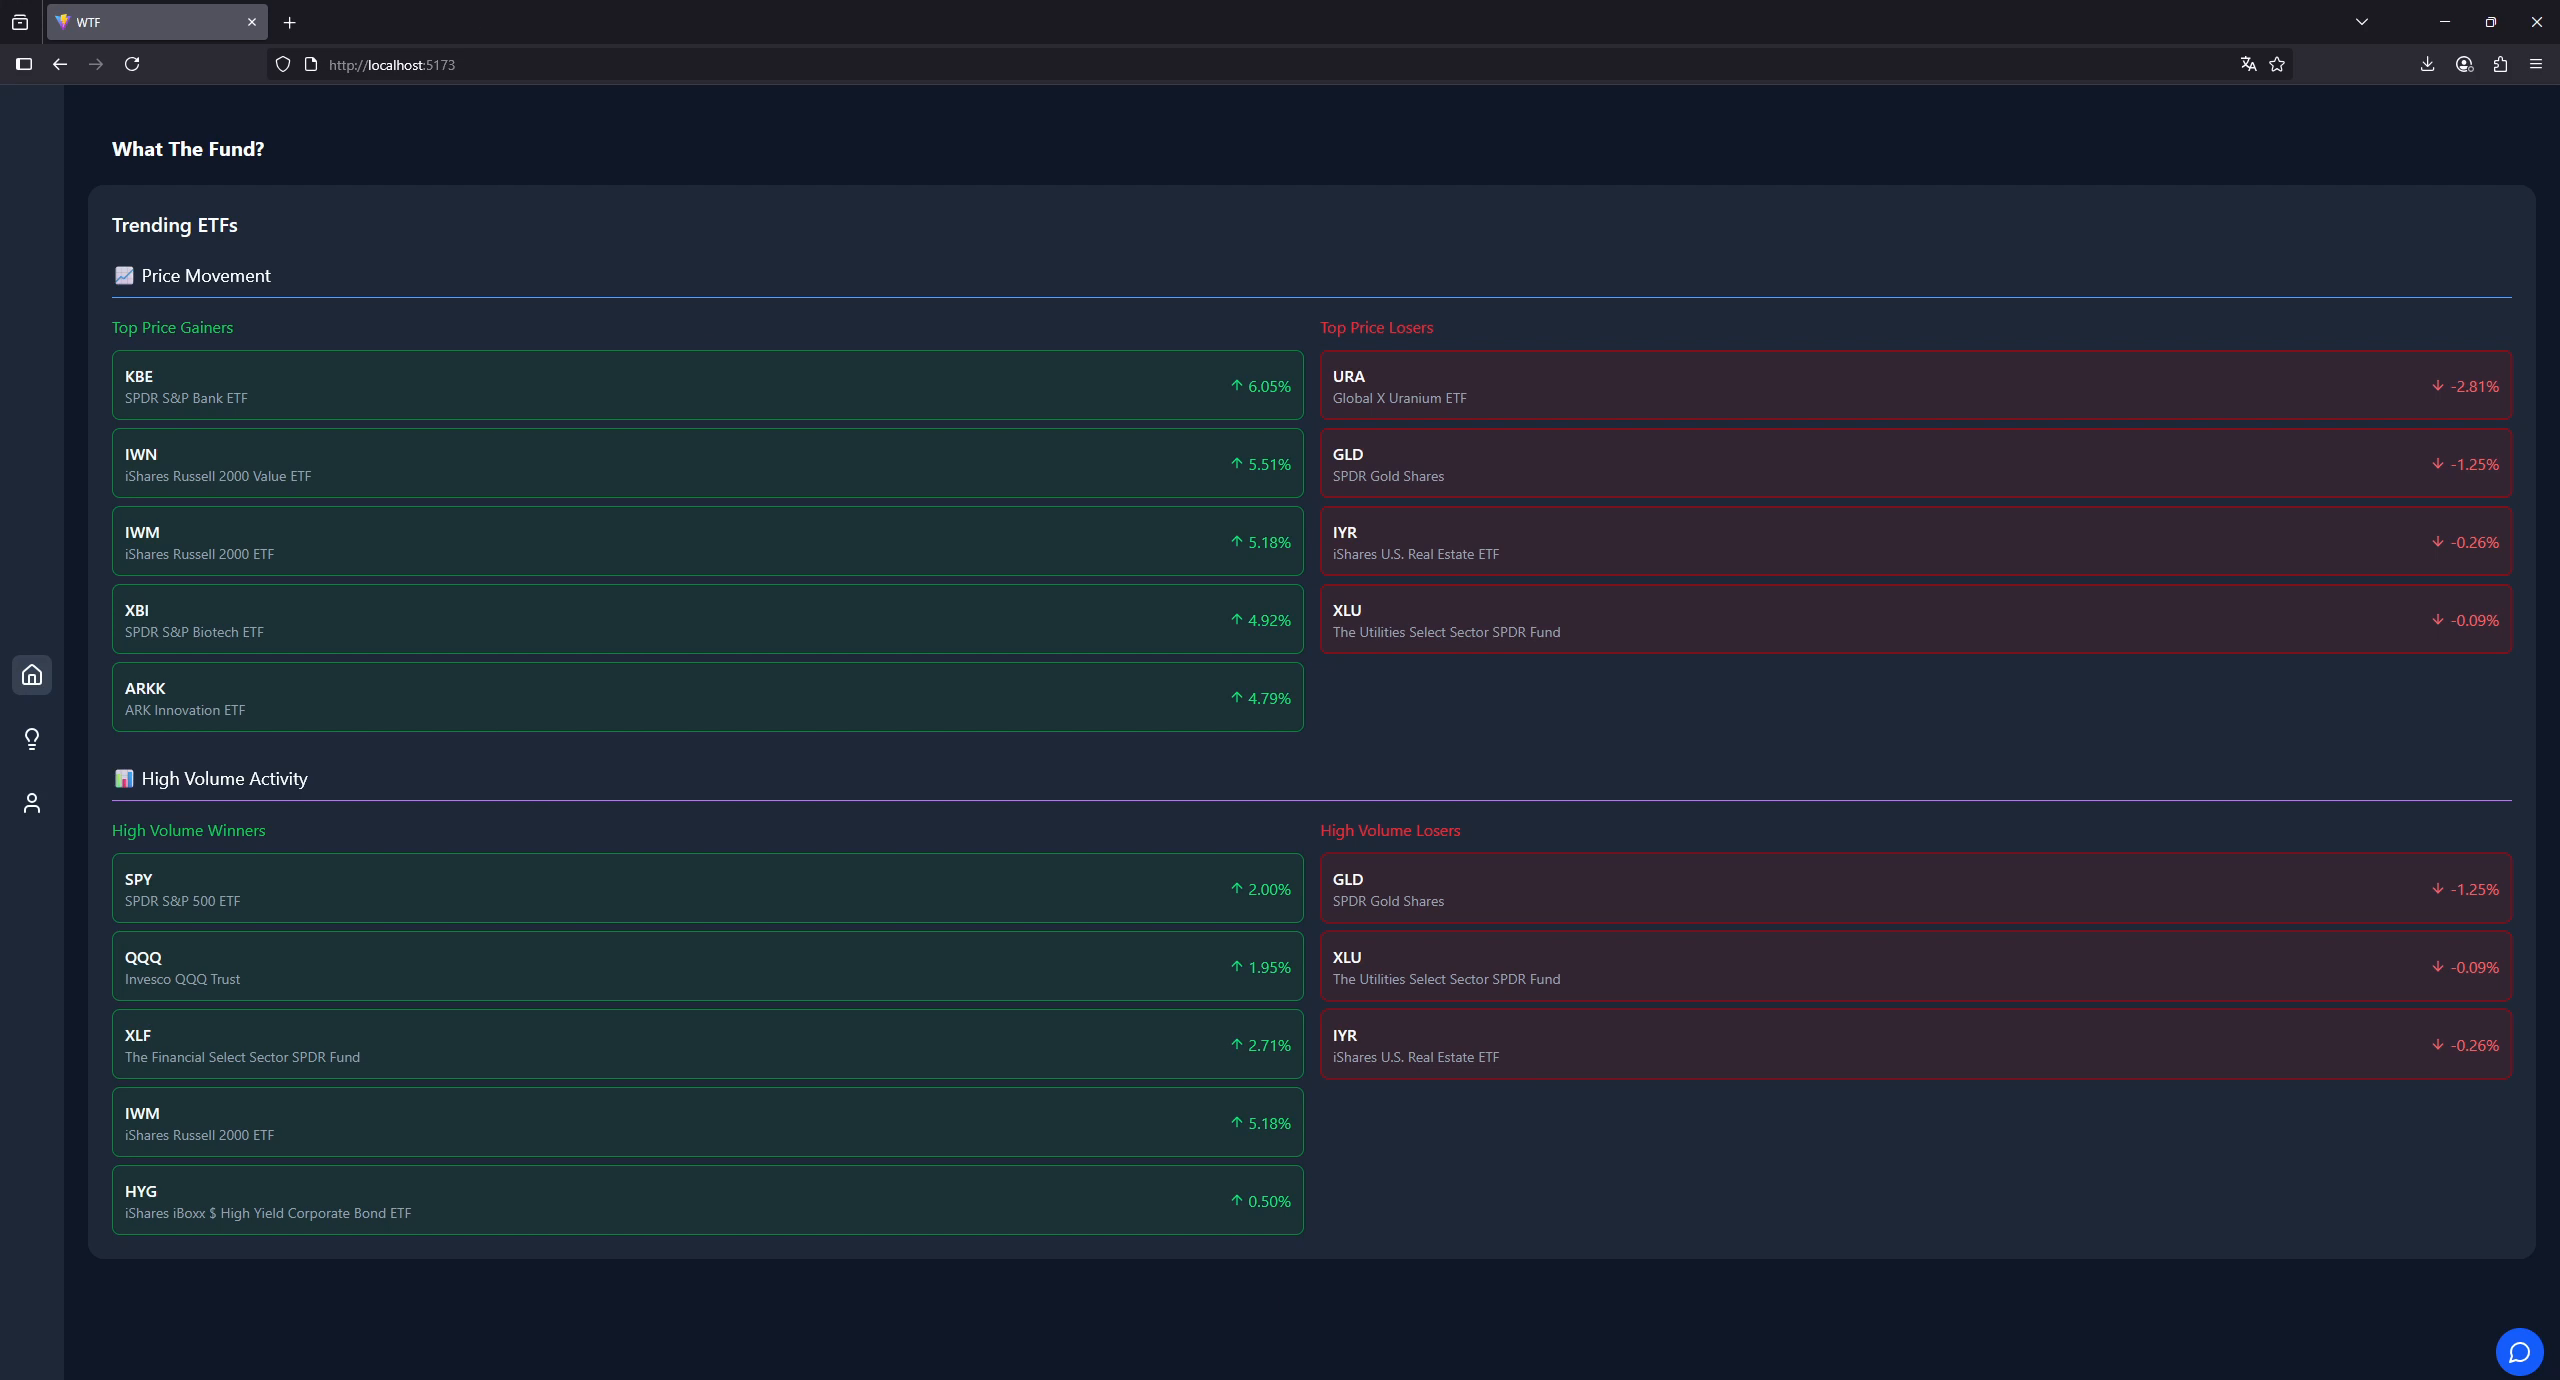 WTF
http://localhost:5173
What The Fund?
Trending ETFs
Price Movement
Top Price Gainers
KBE
SPDR S&P Bank ETF
6.05%
IWN
iShares Russell 2000 Value ETF
5.51%
IWM
iShares Russell 2000 ETF
5.18%
XBI
SPDR S&P Biotech ETF
4.92%
ARKK
ARK Innovation ETF
4.79%
Top Price Losers
URA
Global X Uranium ETF
-2.81%
GLD
SPDR Gold Shares
-1.25%
IYR
iShares U.S. Real Estate ETF
-0.26%
XLU
The Utilities Select Sector SPDR Fund
-0.09%
High Volume Activity
High Volume Winners
SPY
SPDR S&P 500 ETF
2.00%
QQQ
Invesco QQQ Trust
1.95%
XLF
The Financial Select Sector SPDR Fund
2.71%
IWM
iShares Russell 2000 ETF
5.18%
HYG
iShares iBoxx $ High Yield Corporate Bond ETF
0.50%
High Volume Losers
GLD
SPDR Gold Shares
-1.25%
XLU
The Utilities Select Sector SPDR Fund
-0.09%
IYR
iShares U.S. Real Estate ETF
-0.26%